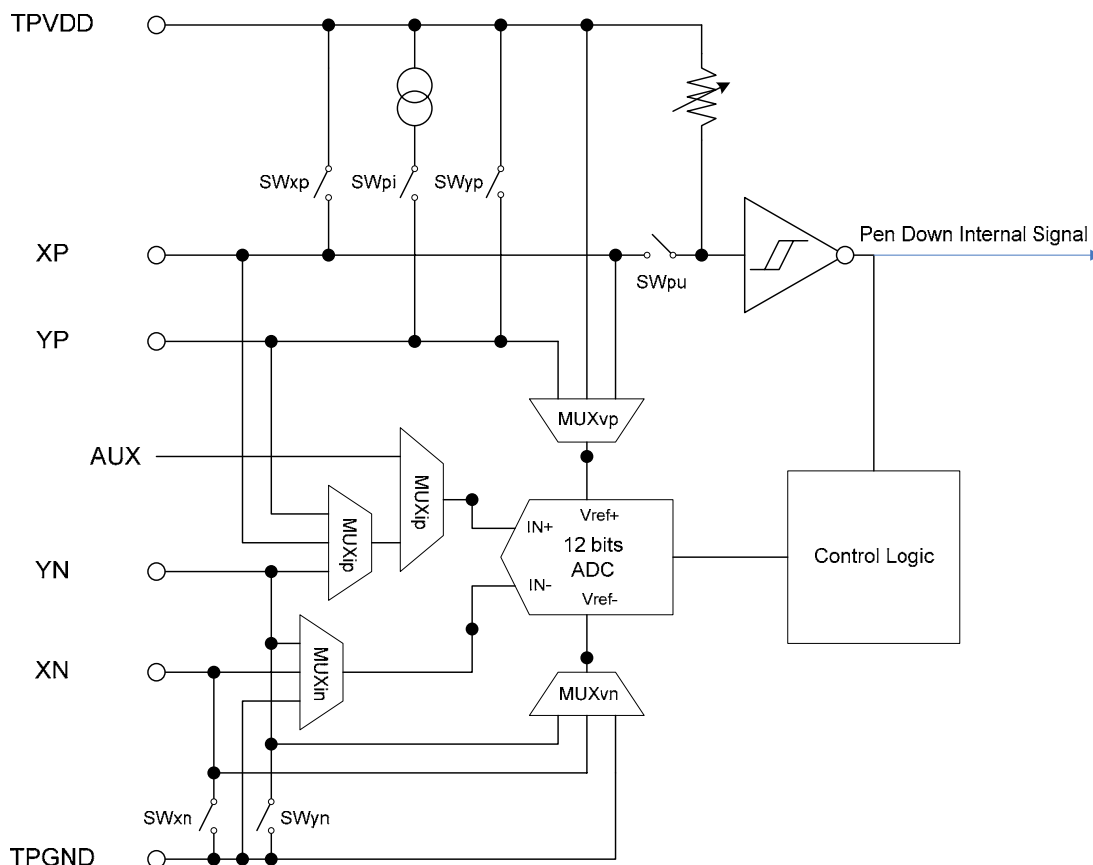 TPVDD
SWxp
SWpi
SWyp
XP
SWpu
Pen Down Internal Signal
YP
MUXvp
AUX
MUXip
MUXip
IN+
Vref+
12 bits
ADC
IN-
Vref-
Control Logic
YN
XN
MUXin
MUXvn
SWxn
SWyn
TPGND